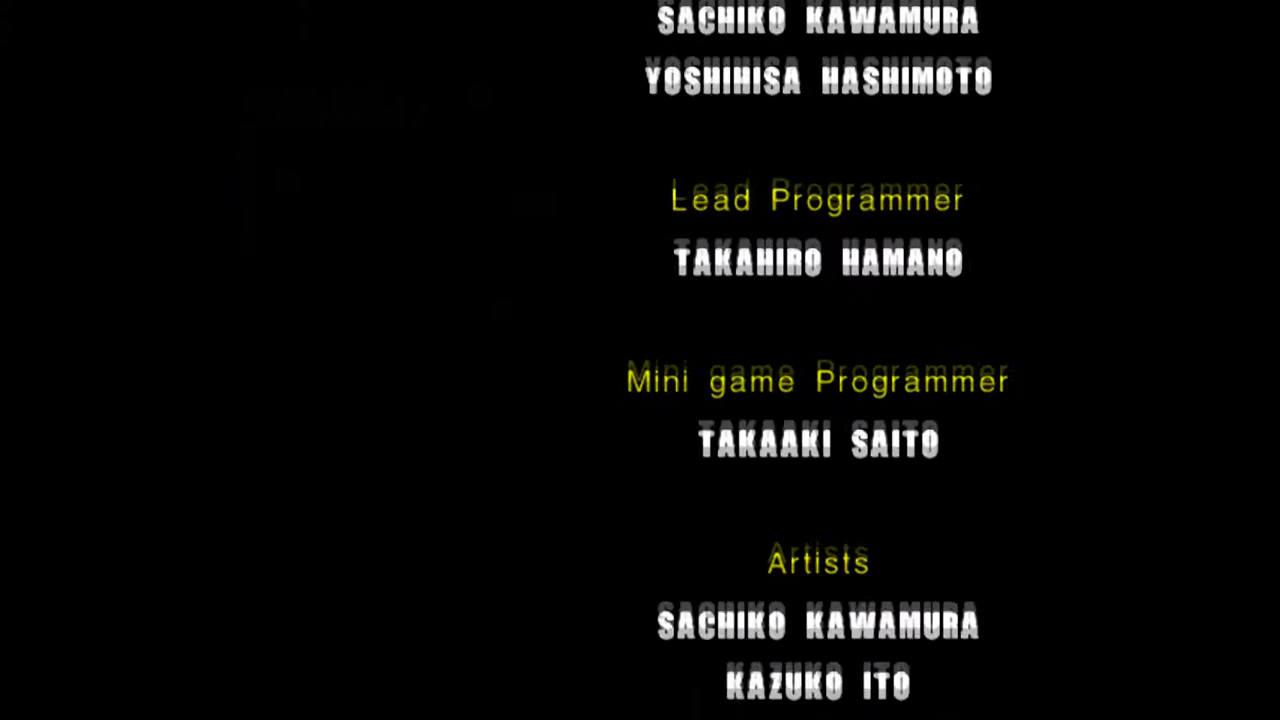 SACHIKO KAWAMURA
YOSHIHISA HASHIMOTO
Lead Programmer
TAKAHIRO HAMANO
Mini game Programmer
TAKAAKI SAITO
Artists
SACHIKO KAWAMURA
KAZUKO ITO